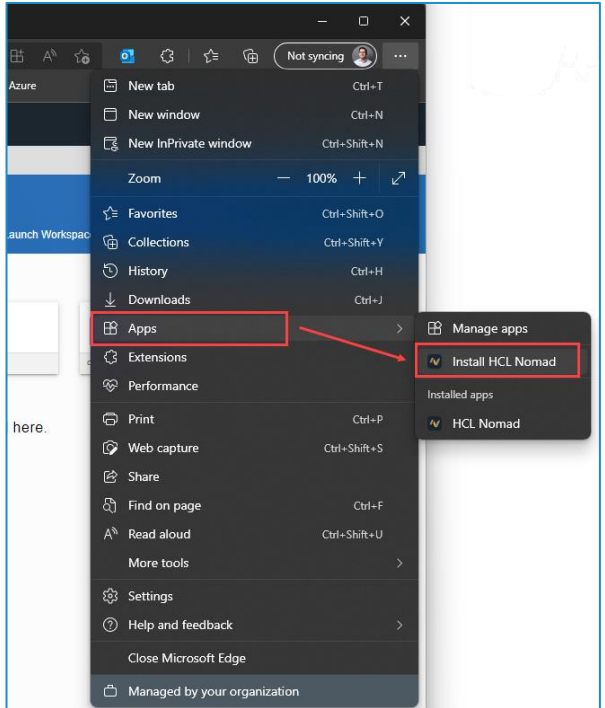 Not syncing
Azure
New tab Ctrl+T
New window Ctrl+N
New InPrivate window Ctrl+Shift+N
Zoom — 100% +
Favorites Ctrl+Shift+O
aunch Workspac
Collections Ctrl+Shift+Y
History Ctrl+H
Downloads Ctrl+J
Apps
Manage apps
Extensions
Install HCL Nomad
Performance
Installed apps
Print Ctrl+P
HCL Nomad
here.
Web capture Ctrl+Shift+S
Share
Find on page Ctrl+F
Read aloud Ctrl+Shift+U
More tools
Settings
Help and feedback
Close Microsoft Edge
Managed by your organization